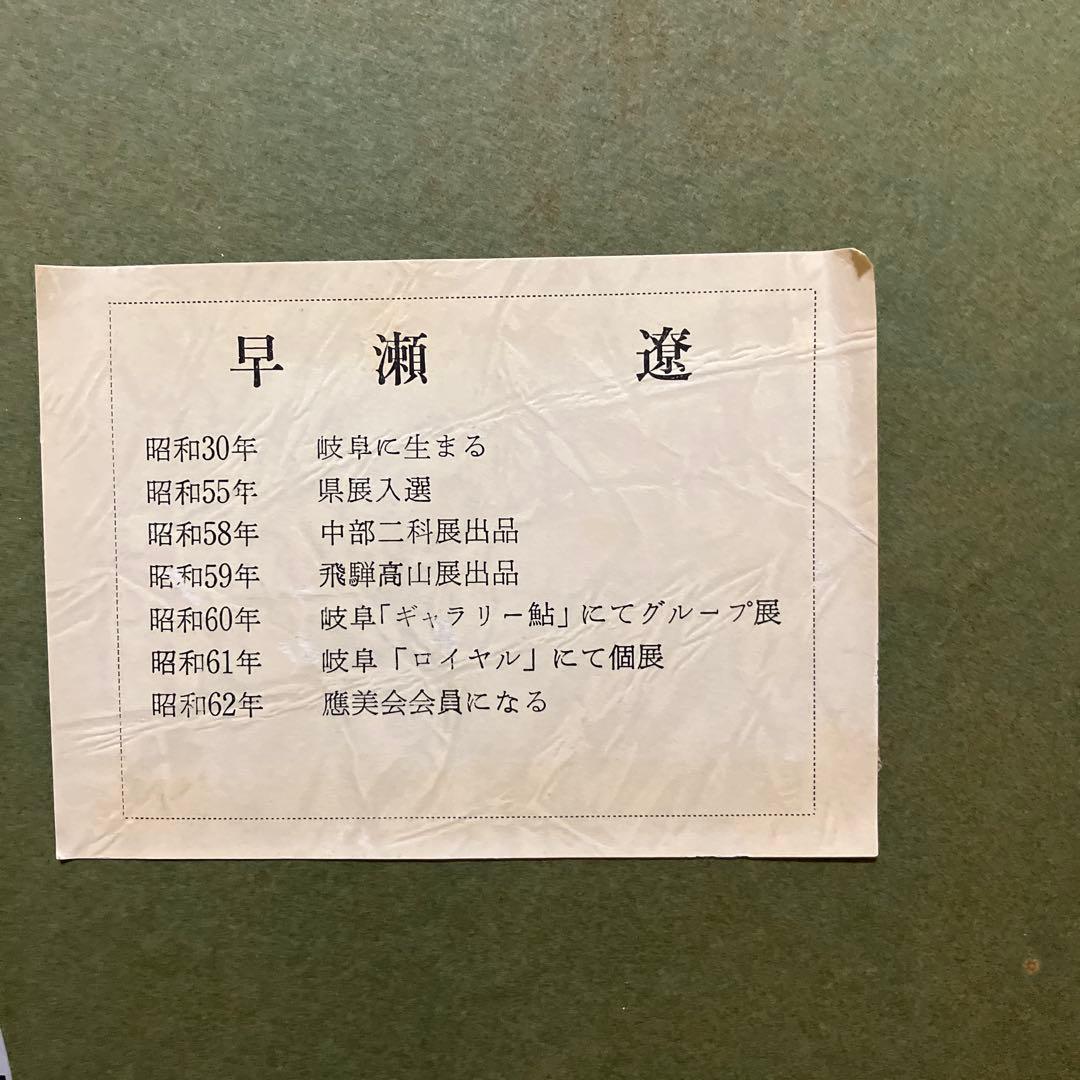 早瀬 遼
昭和30年 岐阜に生まる
昭和55年 県展入選
昭和58年 中部二科展出品
昭和59年 飛騨高山展出品
昭和60年 岐阜「ギャラリー鮎」にてグループ展
昭和61年 岐阜「ロイヤル」にて個展
昭和62年 應美会会員になる